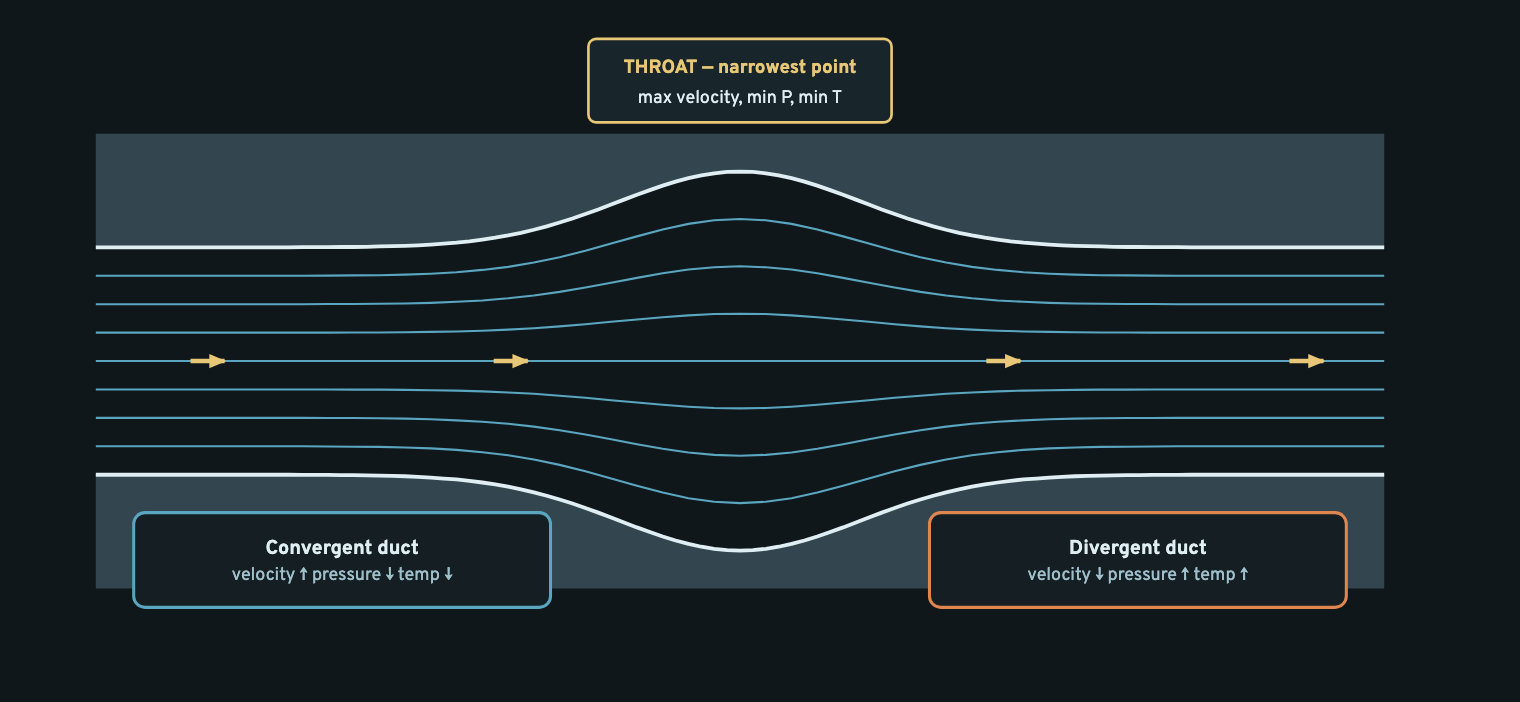 THROAT – narrowest point
max velocity, min P, min T
Convergent duct
velocity ↑ pressure ↓ temp ↓
Divergent duct
velocity ↓ pressure ↑ temp ↑